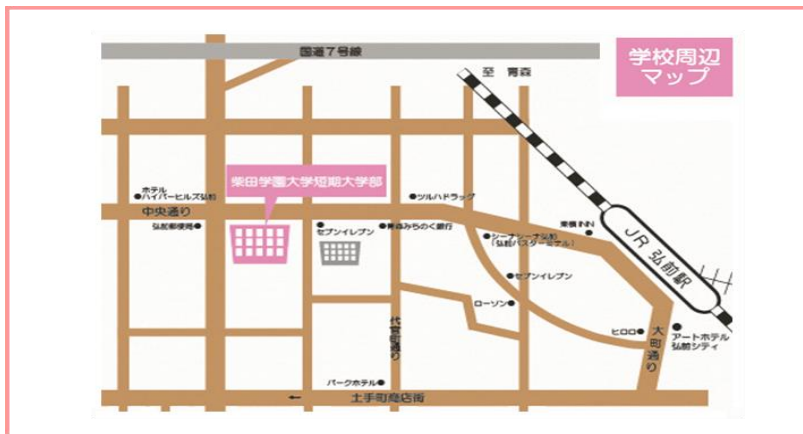 国道7号線
学校周辺
マップ
至 青森
柴田学園大学短期大学部
ホテル
ハイパーヒルズ弘前
ツルハドラッグ
中央通り
弘前郵便局
セブンイレブン
青森みちのく銀行
東横INN
シーナシーナ弘前
(弘前バスターミナル)
JR 弘前駅
セブンイレブン
ローソン
代官町通り
ヒロロ
大町通り
アートホテル
弘前シティ
パークホテル
← 土手町商店街